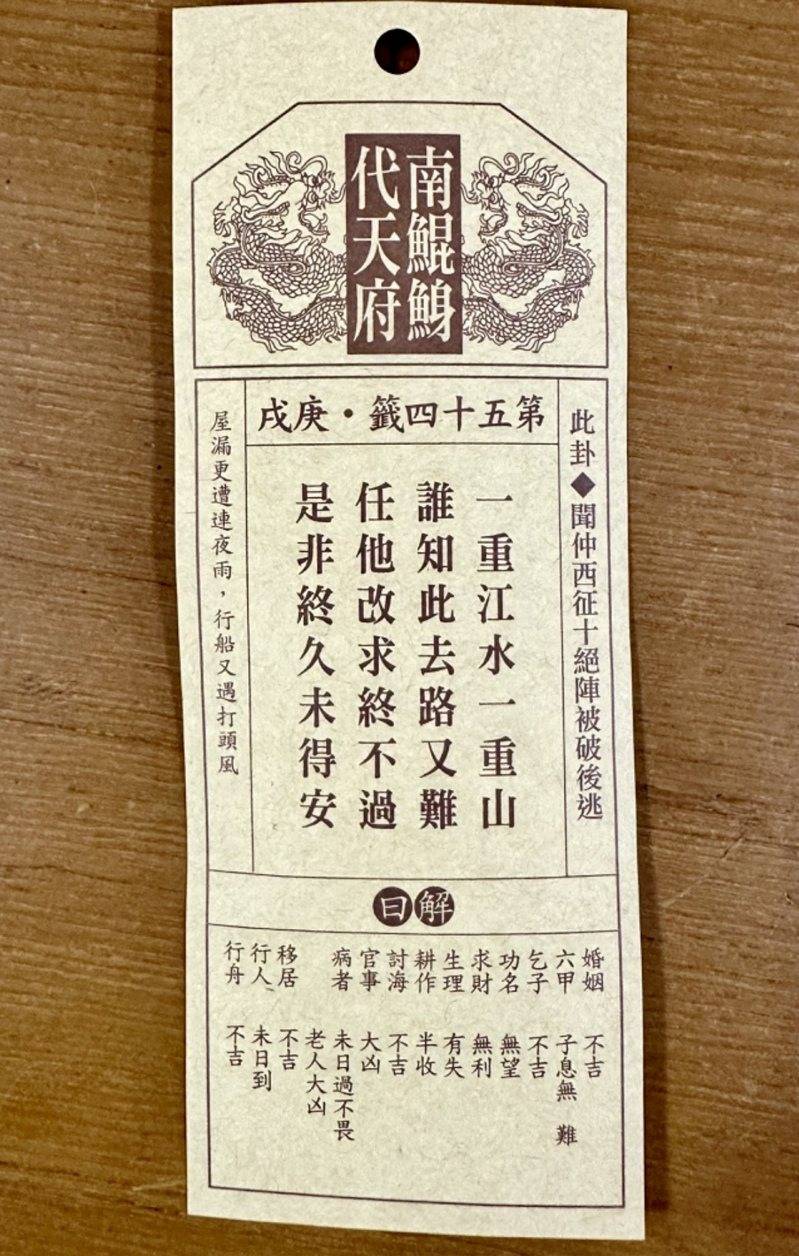 南鯤鯓
代天府
第五十四籤・庚戌
此卦◆聞仲西征十絕陣被破後逃
一重江水一重山
誰知此去路又難
任他改求終不過
是非終久未得安
屋漏更遭連夜雨，行船又遇打頭風
解曰
婚姻 不吉
六甲 子息無 難
乞子 不吉
功名 無望
求財 無利
生理 有失
耕作 半收
討海 不吉
官事 大凶
病者 未日過不畏
老人大凶
移居 不吉
行人 未日到
行舟 不吉